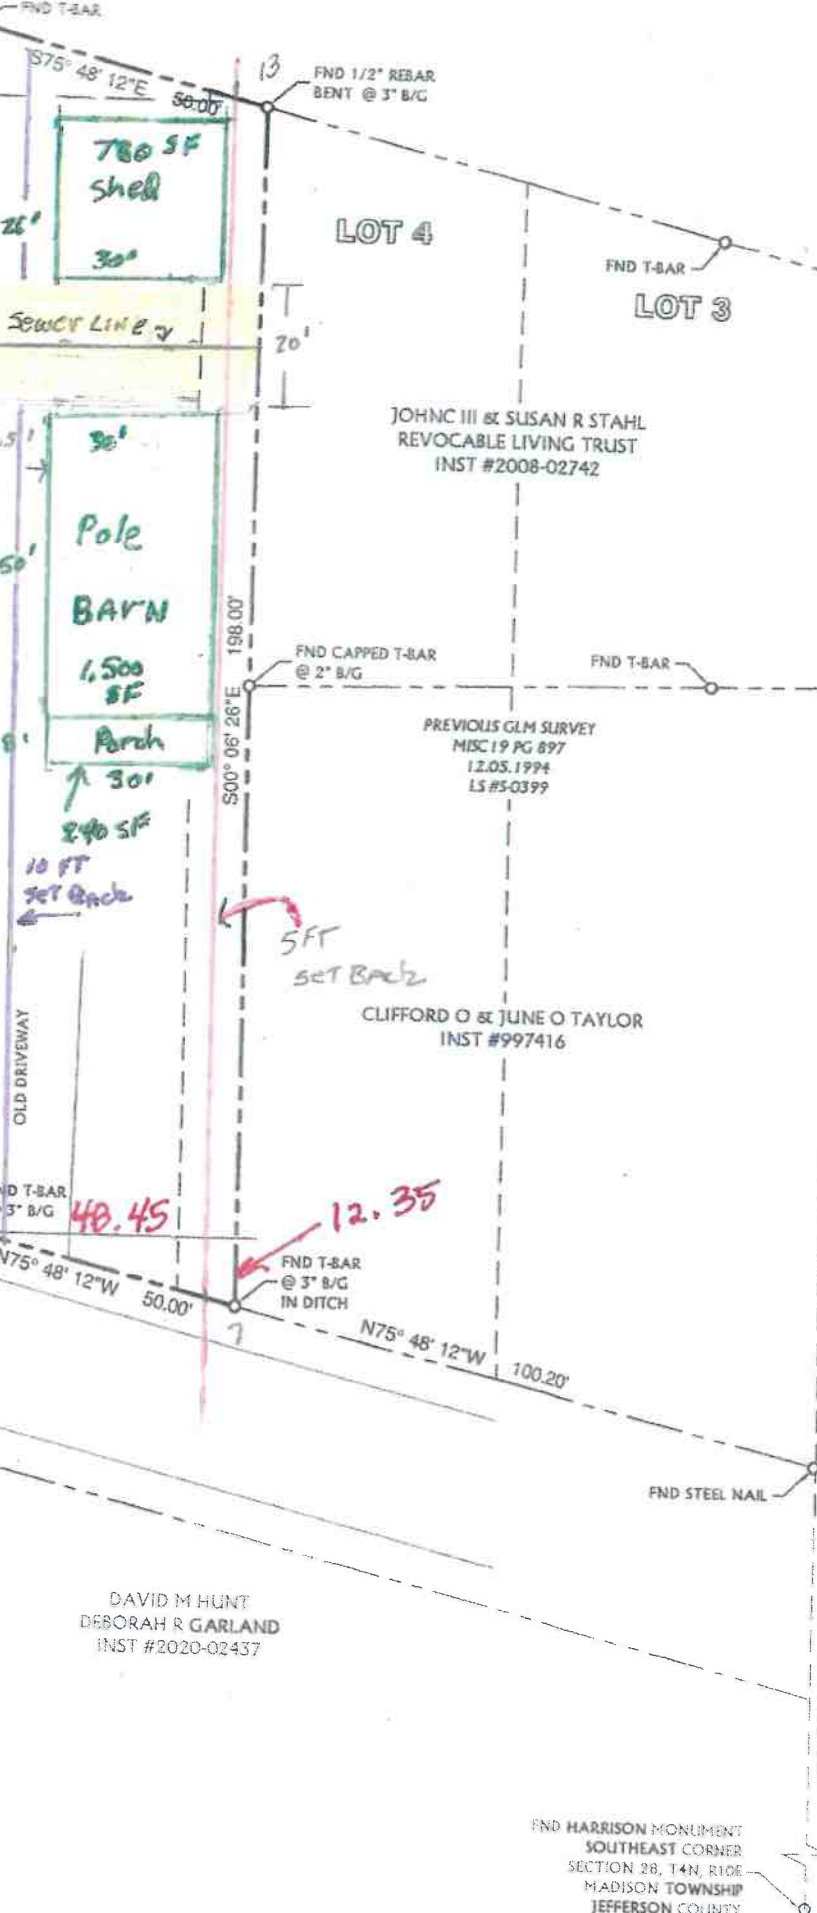 FND T-BAR
S75° 48' 12"E
50.00'
13
FND 1/2" REBAR
BENT @ 3" B/G
780 SF
Shed
26'
30'
LOT 4
FND T-BAR
LOT 3
Sewer Line
20'
JOHNC III & SUSAN R STAHL
REVOCABLE LIVING TRUST
INST #2008-02742
30'
5'
Pole
50'
BARN
1,500
SF
198.00'
S00° 06' 26"E
FND CAPPED T-BAR
@ 2" B/G
FND T-BAR
PREVIOUS GLM SURVEY
MISC 19 PG 897
12.05.1994
LS #S-0399
8'
Porch
30'
240 SF
10 FT
SET Back
5 FT
SET BACK
CLIFFORD O & JUNE O TAYLOR
INST #997416
OLD DRIVEWAY
D T-BAR
3" B/G
48.45
12.35
FND T-BAR
@ 3" B/G
IN DITCH
N75° 48' 12"W
50.00'
7
N75° 48' 12"W
100.20'
FND STEEL NAIL
DAVID M HUNT
DEBORAH R GARLAND
INST #2020-02437
FND HARRISON MONUMENT
SOUTHEAST CORNER
SECTION 28, T4N, R10E
MADISON TOWNSHIP
JEFFERSON COUNTY